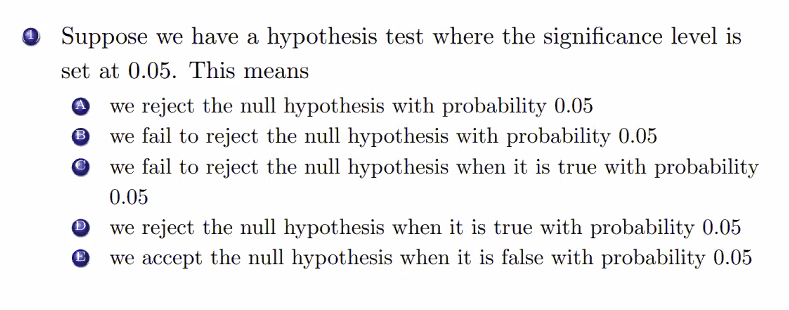 1 Suppose we have a hypothesis test where the significance level is
set at 0.05. This means
A we reject the null hypothesis with probability 0.05
B we fail to reject the null hypothesis with probability 0.05
C we fail to reject the null hypothesis when it is true with probability
0.05
D we reject the null hypothesis when it is true with probability 0.05
E we accept the null hypothesis when it is false with probability 0.05